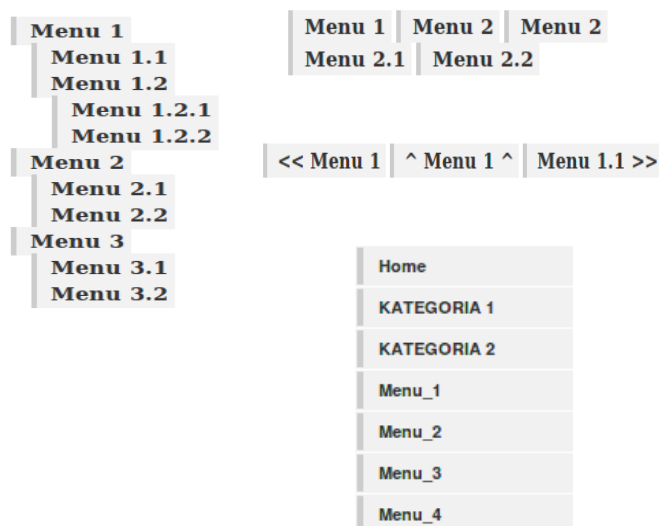 Menu 1
Menu 1.1
Menu 1.2
Menu 1.2.1
Menu 1.2.2
Menu 2
Menu 2.1
Menu 2.2
Menu 3
Menu 3.1
Menu 3.2
Menu 1 Menu 2 Menu 2
Menu 2.1 Menu 2.2
<< Menu 1 ^ Menu 1 ^ Menu 1.1 >>
Home
KATEGORIA 1
KATEGORIA 2
Menu_1
Menu_2
Menu_3
Menu_4